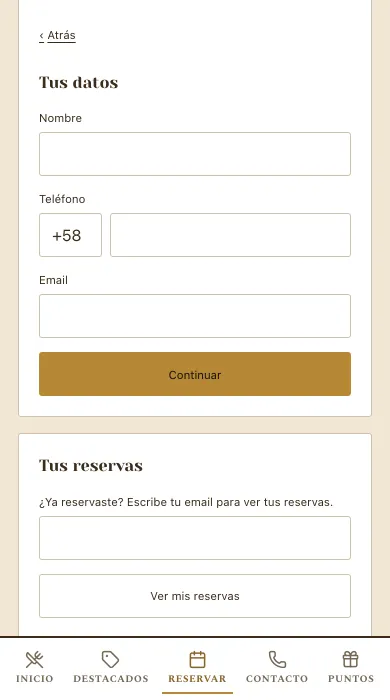 ‹ Atrás
Tus datos
Nombre
Teléfono
+58
Email
Continuar
Tus reservas
¿Ya reservaste? Escribe tu email para ver tus reservas.
Ver mis reservas
INICIO DESTACADOS RESERVAR CONTACTO PUNTOS